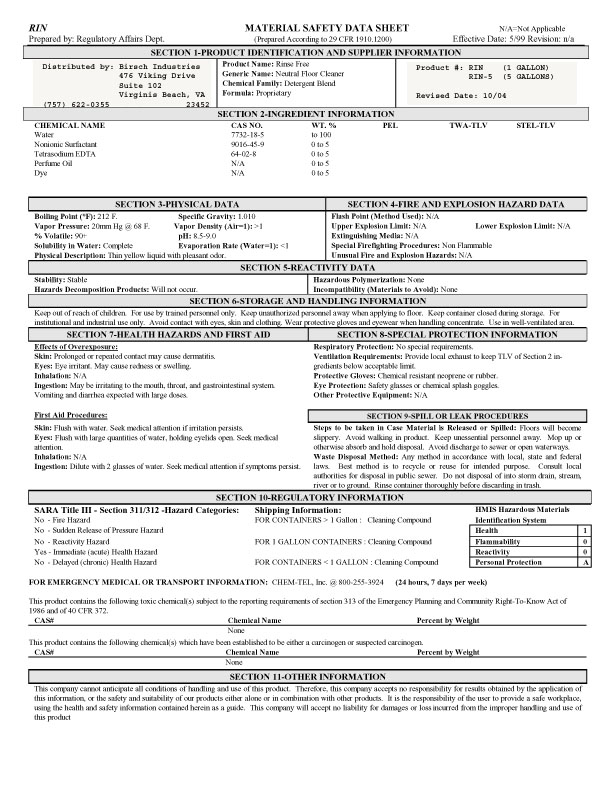 RIN MATERIAL SAFETY DATA SHEET N/A=Not Applicable
Prepared by: Regulatory Affairs Dept. (Prepared According to 29 CFR 1910.1200) Effective Date: 5/99 Revision: n/a
SECTION 1-PRODUCT IDENTIFICATION AND SUPPLIER INFORMATION
Distributed by: Birsch Industries
476 Viking Drive
Suite 102
Virginis Beach, VA
(757) 622-0355 23452
Product Name: Rinse Free
Generic Name: Neutral Floor Cleaner
Chemical Family: Detergent Blend
Formula: Proprietary
Product #: RIN (1 GALLON)
RIN-5 (5 GALLONS)
Revised Date: 10/04
SECTION 2-INGREDIENT INFORMATION
CHEMICAL NAME CAS NO. WT. % PEL TWA-TLV STEL-TLV
Water 7732-18-5 to 100
Nonionic Surfactant 9016-45-9 0 to 5
Tetrasodium EDTA 64-02-8 0 to 5
Perfume Oil N/A 0 to 5
Dye N/A 0 to 5
SECTION 3-PHYSICAL DATA
Boiling Point (*F): 212 F. Specific Gravity: 1.010
Vapor Pressure: 20mm Hg @ 68 F. Vapor Density (Air=1): >1
% Volatile: 90+ pH: 8.5-9.0
Solubility in Water: Complete Evaporation Rate (Water=1): <1
Physical Description: Thin yellow liquid with pleasant odor.
SECTION 4-FIRE AND EXPLOSION HAZARD DATA
Flash Point (Method Used): N/A
Upper Explosion Limit: N/A Lower Explosion Limit: N/A
Extinguishing Media: N/A
Special Firefighting Procedures: Non Flammable
Unusual Fire and Explosion Hazards: N/A
SECTION 5-REACTIVITY DATA
Stability: Stable Hazardous Polymerization: None
Hazards Decomposition Products: Will not occur. Incompatibility (Materials to Avoid): None
SECTION 6-STORAGE AND HANDLING INFORMATION
Keep out of reach of children. For use by trained personnel only. Keep unauthorized personnel away when applying to floor. Keep container closed during storage. For
institutional and industrial use only. Avoid contact with eyes, skin and clothing. Wear protective gloves and eyewear when handling concentrate. Use in well-ventilated area.
SECTION 7-HEALTH HAZARDS AND FIRST AID
Effects of Overexposure:
Skin: Prolonged or repeated contact may cause dermatitis.
Eyes: Eye irritant. May cause redness or swelling.
Inhalation: N/A
Ingestion: May be irritating to the mouth, throat, and gastrointestinal system.
Vomiting and diarrhea expected with large doses.
First Aid Procedures:
Skin: Flush with water. Seek medical attention if irritation persists.
Eyes: Flush with large quantities of water, holding eyelids open. Seek medical
attention.
Inhalation: N/A
Ingestion: Dilute with 2 glasses of water. Seek medical attention if symptoms persist.
SECTION 8-SPECIAL PROTECTION INFORMATION
Respiratory Protection: No special requirements.
Ventilation Requirements: Provide local exhaust to keep TLV of Section 2 in-
gredients below acceptable limit.
Protective Gloves: Chemical resistant neoprene or rubber.
Eye Protection: Safety glasses or chemical splash goggles.
Other Protective Equipment: N/A
SECTION 9-SPILL OR LEAK PROCEDURES
Steps to be taken in Case Material is Released or Spilled: Floors will become
slippery. Avoid walking in product. Keep unessential personnel away. Mop up or
otherwise absorb and hold disposal. Avoid discharge to sewer or open waterways.
Waste Disposal Method: Any method in accordance with local, state and federal
laws. Best method is to recycle or reuse for intended purpose. Consult local
authorities for disposal in public sewer. Do not disposal of into storm drain, stream,
river or to ground. Rinse container thoroughly before discarding in trash.
SECTION 10-REGULATORY INFORMATION
SARA Title III - Section 311/312 -Hazard Categories: Shipping Information: HMIS Hazardous Materials
No - Fire Hazard FOR CONTAINERS > 1 Gallon : Cleaning Compound Identification System
No - Sudden Release of Pressure Hazard Health 1
No - Reactivity Hazard FOR 1 GALLON CONTAINERS : Cleaning Compound Flammability 0
Yes - Immediate (acute) Health Hazard Reactivity 0
No - Delayed (chronic) Health Hazard FOR CONTAINERS < 1 GALLON : Cleaning Compound Personal Protection A
FOR EMERGENCY MEDICAL OR TRANSPORT INFORMATION: CHEM-TEL, Inc. @ 800-255-3924 (24 hours, 7 days per week)
This product contains the following toxic chemical(s) subject to the reporting requirements of section 313 of the Emergency Planning and Community Right-To-Know Act of
1986 and of 40 CFR 372.
CAS# Chemical Name Percent by Weight
None
This product contains the following chemical(s) which have been established to be either a carcinogen or suspected carcinogen.
CAS# Chemical Name Percent by Weight
None
SECTION 11-OTHER INFORMATION
This company cannot anticipate all conditions of handling and use of this product. Therefore, this company accepts no responsibility for results obtained by the application of
this information, or the safety and suitability of our products either alone or in combination with other products. It is the responsibility of the user to provide a safe workplace,
using the health and safety information contained herein as a guide. This company will accept no liability for damages or loss incurred from the improper handling and use of
this product